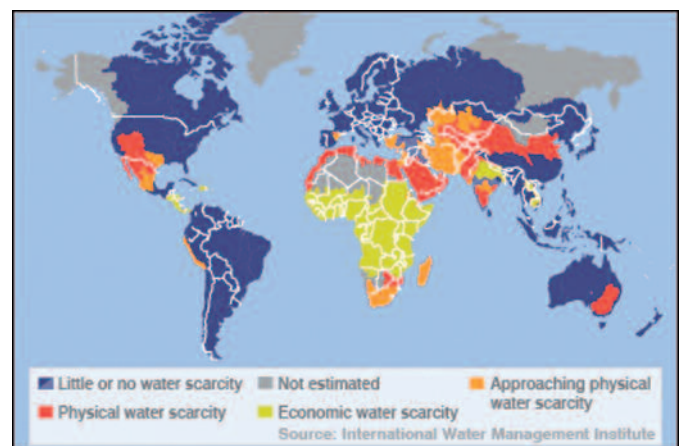 Little or no water scarcity
Not estimated
Approaching physical
water scarcity
Physical water scarcity
Economic water scarcity
Source: International Water Management Institute